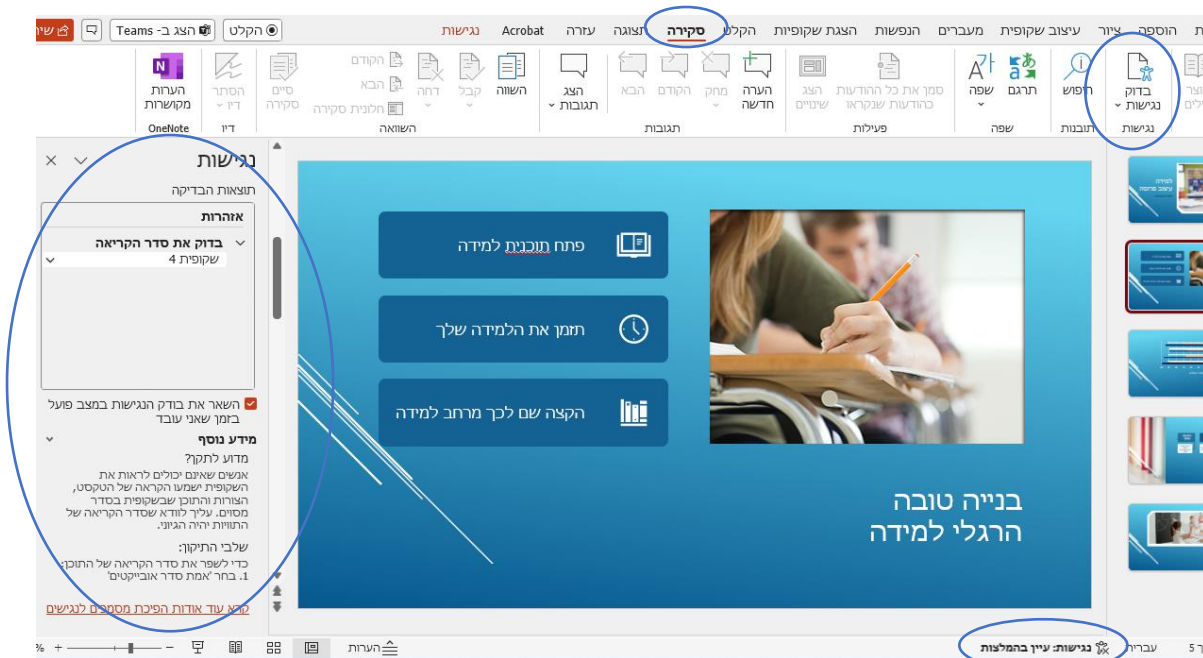 הוספה ציור עיצוב שקופית מעברים הנפשות הצגת שקופיות הקלט סקירה תצוגה עזרה Acrobat נגישות
הקלט
הצג ב- Teams
בדוק נגישות
נגישות
חיפוש
תובנות
תרגם
שפה
שפה
סמן את כל ההודעות כהודעות שנקראו
הצג שינויים
פעילות
הערה חדשה
מחק
הקודם
הבא
הצג תגובות
תגובות
השווה
קבל
דחה
הקודם
הבא
חלונית סקירה
סיים סקירה
השוואה
הסתר דיו
דיו
הערות מקושרות
OneNote
נגישות
תוצאות הבדיקה
אזהרות
בדוק את סדר הקריאה
שקופית 4
השאר את בודק הנגישות במצב פועל
בזמן שאני עובד
מידע נוסף
מדוע לתקן?
אנשים שאינם יכולים לראות את
השקופית ישמעו הקראה של הטקסט,
הצורות והתוכן שבשקופית בסדר
מסוים. עליך לוודא שסדר הקריאה של
התוויות יהיה הגיוני.
שלבי התיקון:
כדי לשפר את סדר הקריאה של התוכן:
1. בחר 'אמת סדר אובייקטים'
קרא עוד אודות הפיכת מסמכים לנגישים
פתח תוכנית למידה
תזמן את הלמידה שלך
הקצה שם לכך מרחב למידה
בנייה טובה
הרגלי למידה
עברית
נגישות: עיין בהמלצות
הערות